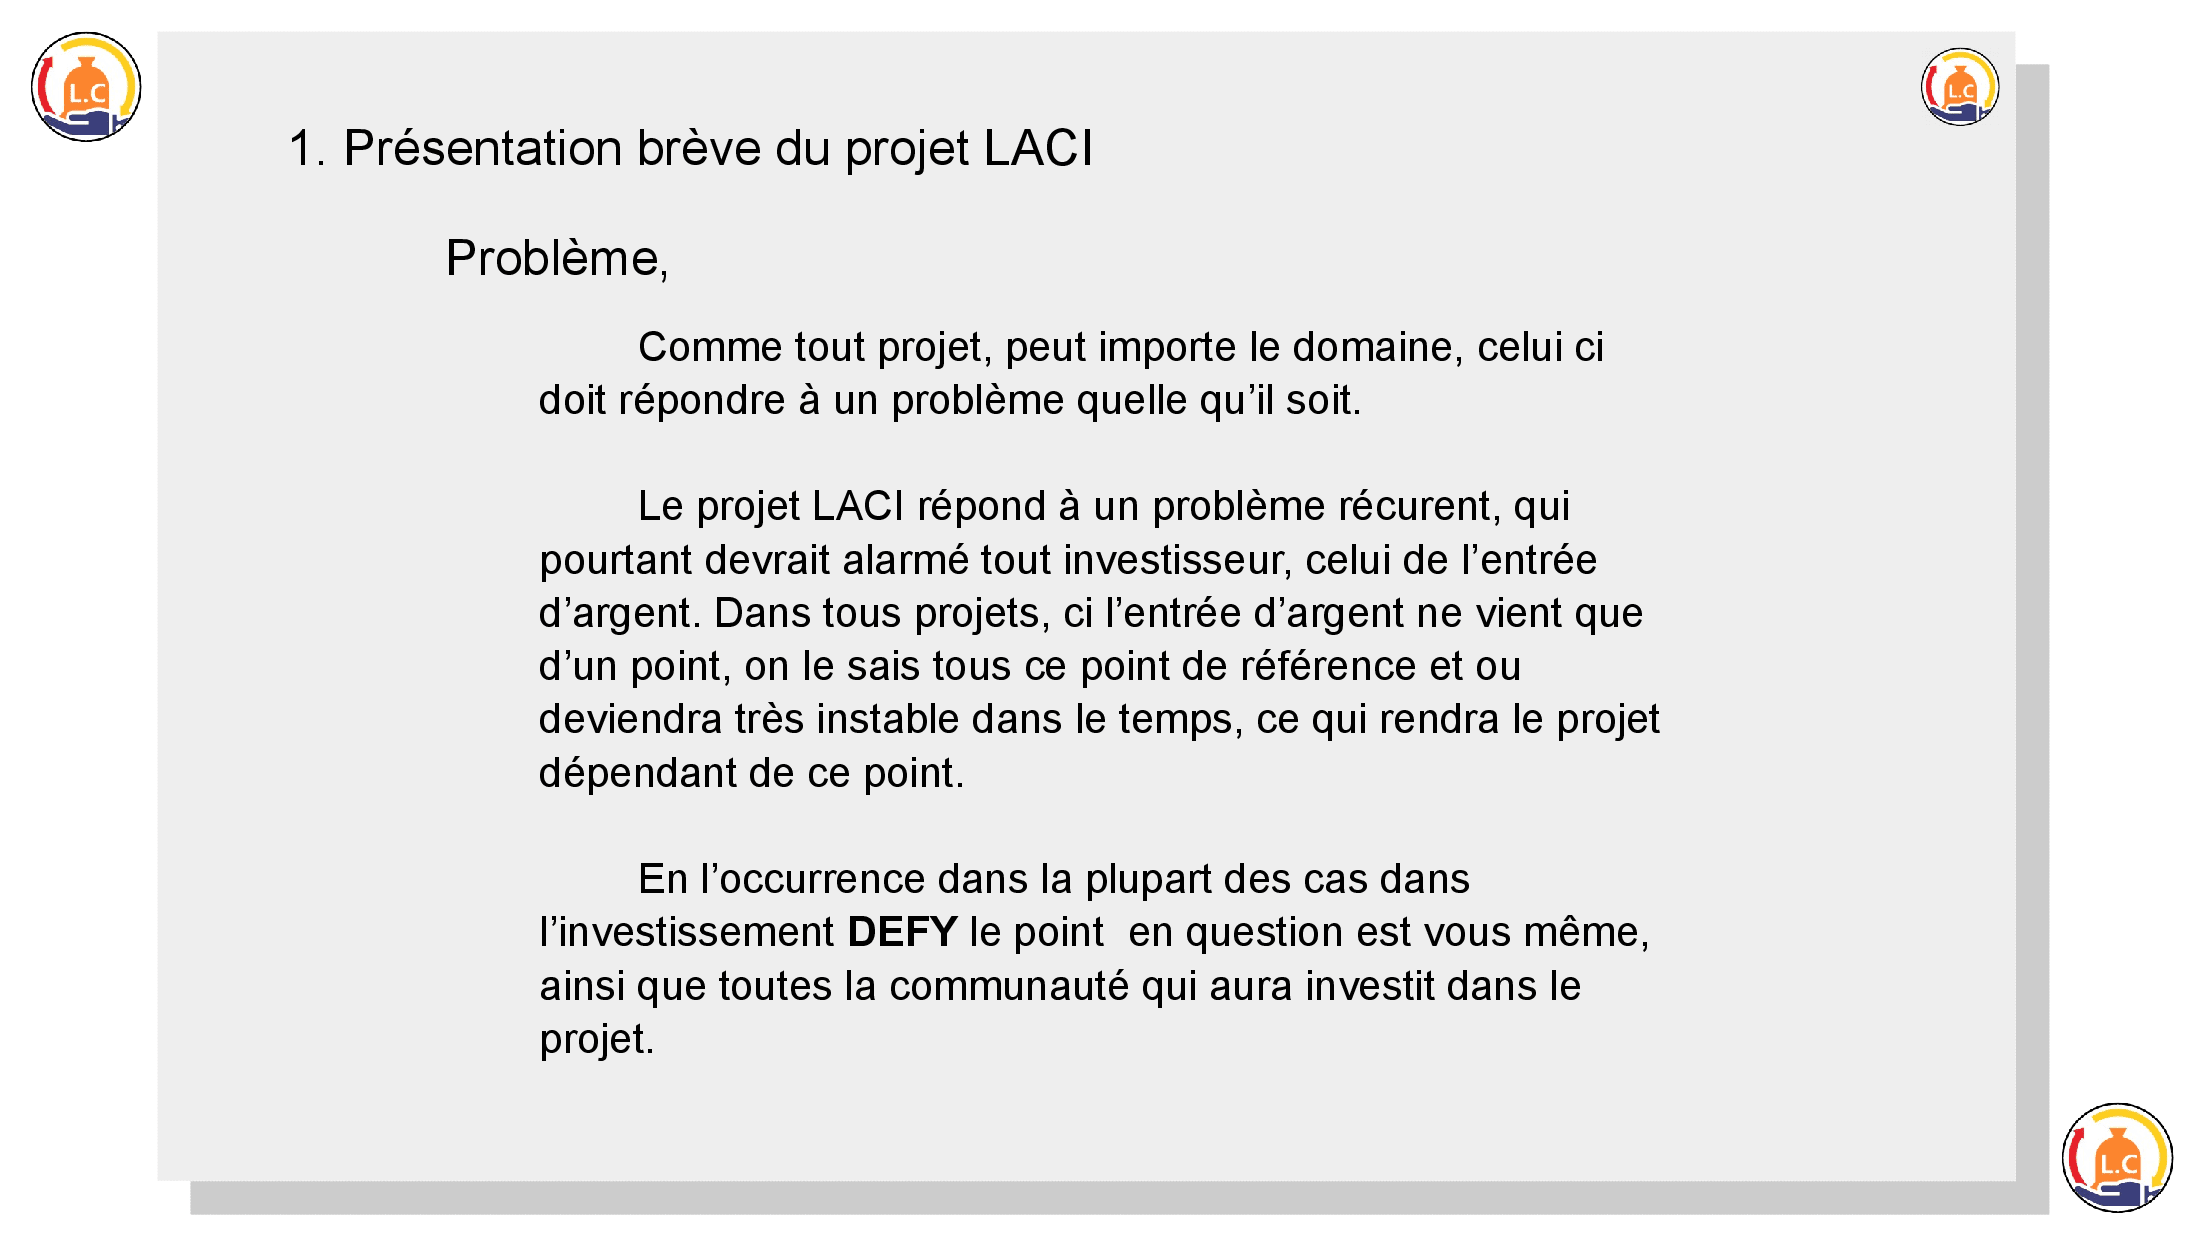 L.C
L.C
1. Présentation brève du projet LACI
Problème,
Comme tout projet, peut importe le domaine, celui ci
doit répondre à un problème quelle qu’il soit.
Le projet LACI répond à un problème récurent, qui
pourtant devrait alarmé tout investisseur, celui de l’entrée
d’argent. Dans tous projets, ci l’entrée d’argent ne vient que
d’un point, on le sais tous ce point de référence et ou
deviendra très instable dans le temps, ce qui rendra le projet
dépendant de ce point.
En l’occurrence dans la plupart des cas dans
l’investissement DEFY le point  en question est vous même,
ainsi que toutes la communauté qui aura investit dans le
projet.
L.C